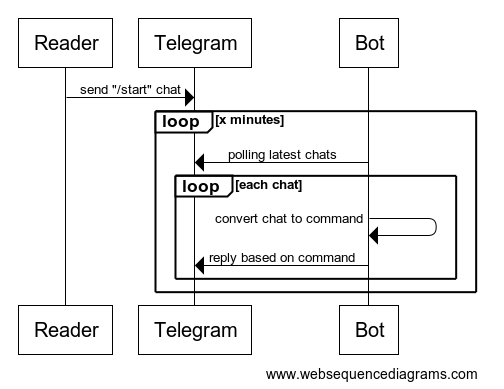 Reader Telegram Bot
send "/start" chat
loop [x minutes]
polling latest chats
loop [each chat]
convert chat to command
reply based on command
Reader Telegram Bot
www.websequencediagrams.com